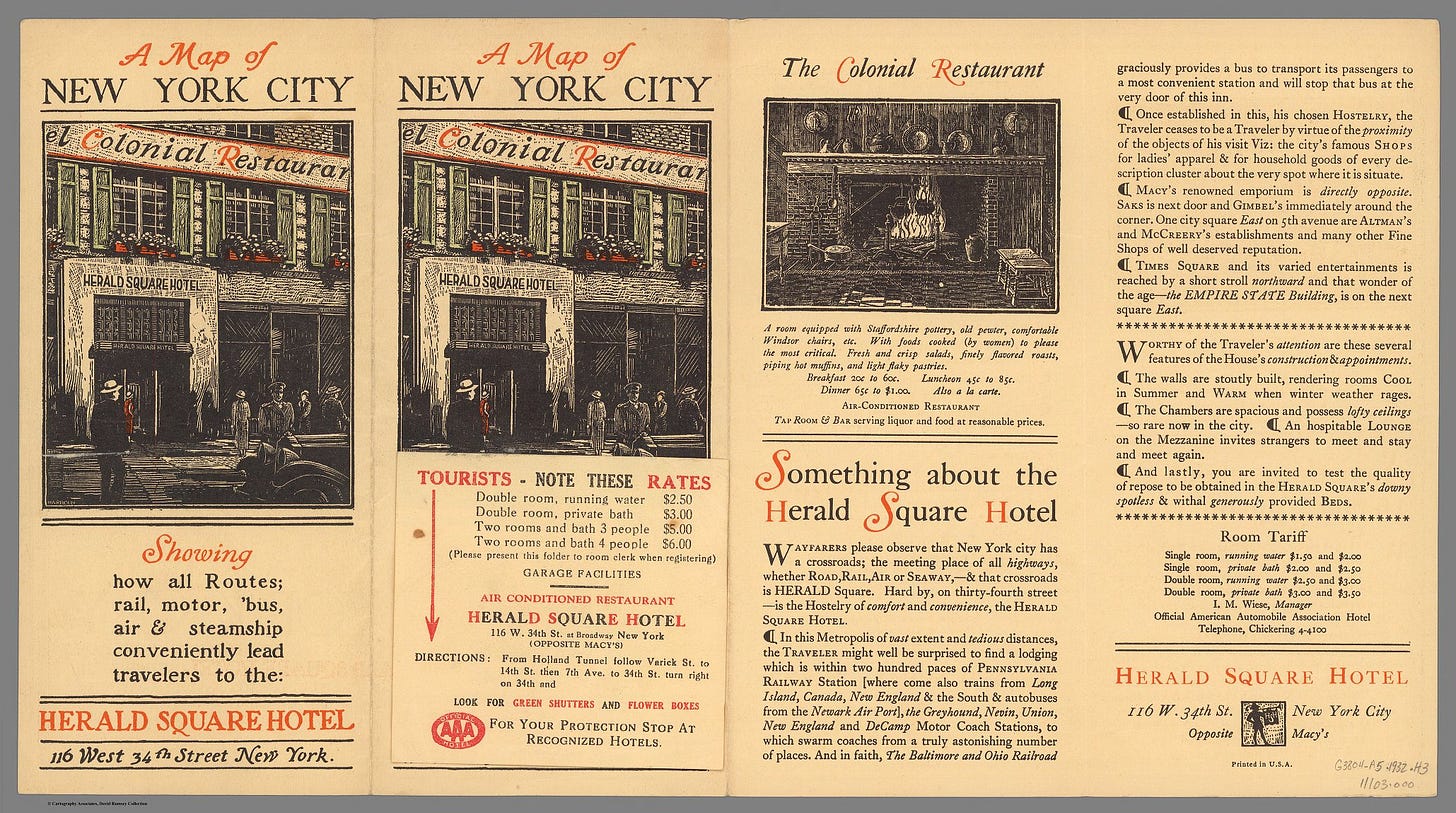 A Map of
NEW YORK CITY
el Colonial Restaurar
HERALD SQUARE HOTEL
HERALD SQUARE HOTEL
Showing
how all Routes;
rail, motor, 'bus,
air & steamship
conveniently lead
travelers to the:
HERALD SQUARE HOTEL
116 West 34th Street New York.
© Cartography Associates, David Rumsey Collection
A Map of
NEW YORK CITY
el Colonial Restaurar
HERALD SQUARE HOTEL
HERALD SQUARE HOTEL
TOURISTS - NOTE THESE RATES
Double room, running water $2.50
Double room, private bath $3.00
Two rooms and bath 3 people $5.00
Two rooms and bath 4 people $6.00
(Please present this folder to room clerk when registering)
GARAGE FACILITIES
AIR CONDITIONED RESTAURANT
HERALD SQUARE HOTEL
116 W. 34th St. at Broadway New York
(OPPOSITE MACY'S)
DIRECTIONS: From Holland Tunnel follow Varick St. to
14th St. then 7th Ave. to 34th St. turn right
on 34th and
LOOK FOR GREEN SHUTTERS AND FLOWER BOXES
OFFICIAL
AAA
HOTEL
FOR YOUR PROTECTION STOP AT
RECOGNIZED HOTELS.
The Colonial Restaurant
A room equipped with Staffordshire pottery, old pewter, comfortable
Windsor chairs, etc. With foods cooked (by women) to please
the most critical. Fresh and crisp salads, finely flavored roasts,
piping hot muffins, and light flaky pastries.
Breakfast 20c to 60c. Luncheon 45c to 85c.
Dinner 65c to $1.00. Also a la carte.
AIR-CONDITIONED RESTAURANT
TAP ROOM & BAR serving liquor and food at reasonable prices.
Something about the
Herald Square Hotel
WAYFARERS please observe that New York city has
a crossroads; the meeting place of all highways,
whether ROAD, RAIL, AIR or SEAWAY,—& that crossroads
is HERALD Square. Hard by, on thirty-fourth street
—is the Hostelry of comfort and convenience, the HERALD
SQUARE HOTEL.
¶ In this Metropolis of vast extent and tedious distances,
the TRAVELER might well be surprised to find a lodging
which is within two hundred paces of PENNSYLVANIA
RAILWAY Station [where come also trains from Long
Island, Canada, New England & the South & autobuses
from the Newark Air Port], the Greyhound, Nevin, Union,
New England and DeCamp Motor Coach Stations, to
which swarm coaches from a truly astonishing number
of places. And in faith, The Baltimore and Ohio Railroad
graciously provides a bus to transport its passengers to
a most convenient station and will stop that bus at the
very door of this inn.
¶ Once established in this, his chosen HOSTELRY, the
Traveler ceases to be a Traveler by virtue of the proximity
of the objects of his visit Viz: the city's famous SHOPS
for ladies' apparel & for household goods of every de-
scription cluster about the very spot where it is situate.
¶ MACY'S renowned emporium is directly opposite.
SAKS is next door and GIMBEL'S immediately around the
corner. One city square East on 5th avenue are ALTMAN'S
and MCCREERY'S establishments and many other Fine
Shops of well deserved reputation.
¶ TIMES SQUARE and its varied entertainments is
reached by a short stroll northward and that wonder of
the age—the EMPIRE STATE Building, is on the next
square East.
WORTHY of the Traveler's attention are these several
features of the House's construction & appointments.
¶ The walls are stoutly built, rendering rooms COOL
in Summer and WARM when winter weather rages.
¶ The Chambers are spacious and possess lofty ceilings
—so rare now in the city. ¶ An hospitable LOUNGE
on the Mezzanine invites strangers to meet and stay
and meet again.
¶ And lastly, you are invited to test the quality
of repose to be obtained in the HERALD SQUARE'S downy
spotless & withal generously provided BEDS.
Room Tariff
Single room, running water $1.50 and $2.00
Single room, private bath $2.00 and $2.50
Double room, running water $2.50 and $3.00
Double room, private bath $3.00 and $3.50
I. M. Wiese, Manager
Official American Automobile Association Hotel
Telephone, Chickering 4-4100
HERALD SQUARE HOTEL
116 W. 34th St. New York City
Opposite Macy's
Printed in U.S.A.
G3804-A5.1932.H3
11103.000